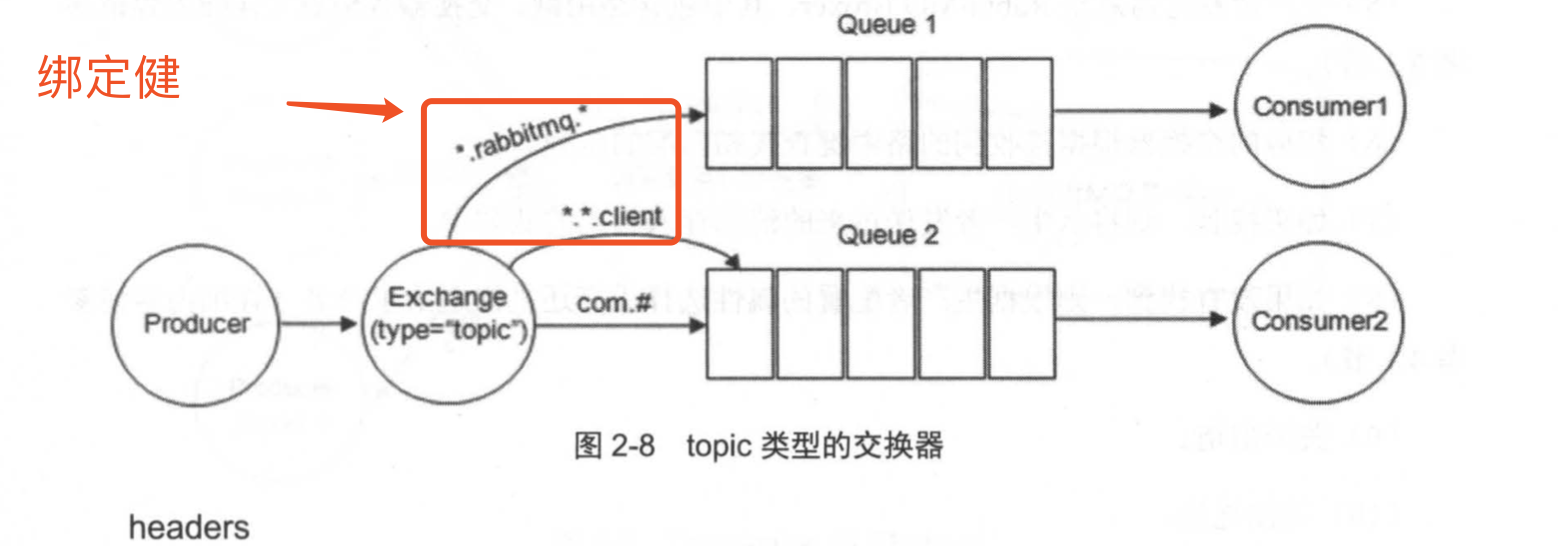 绑定健
Queue 1
*.rabbitmq.*
Consumer1
*.*.client
Queue 2
Producer
Exchange
(type="topic")
com.#
Consumer2
图 2-8 topic 类型的交换器
headers